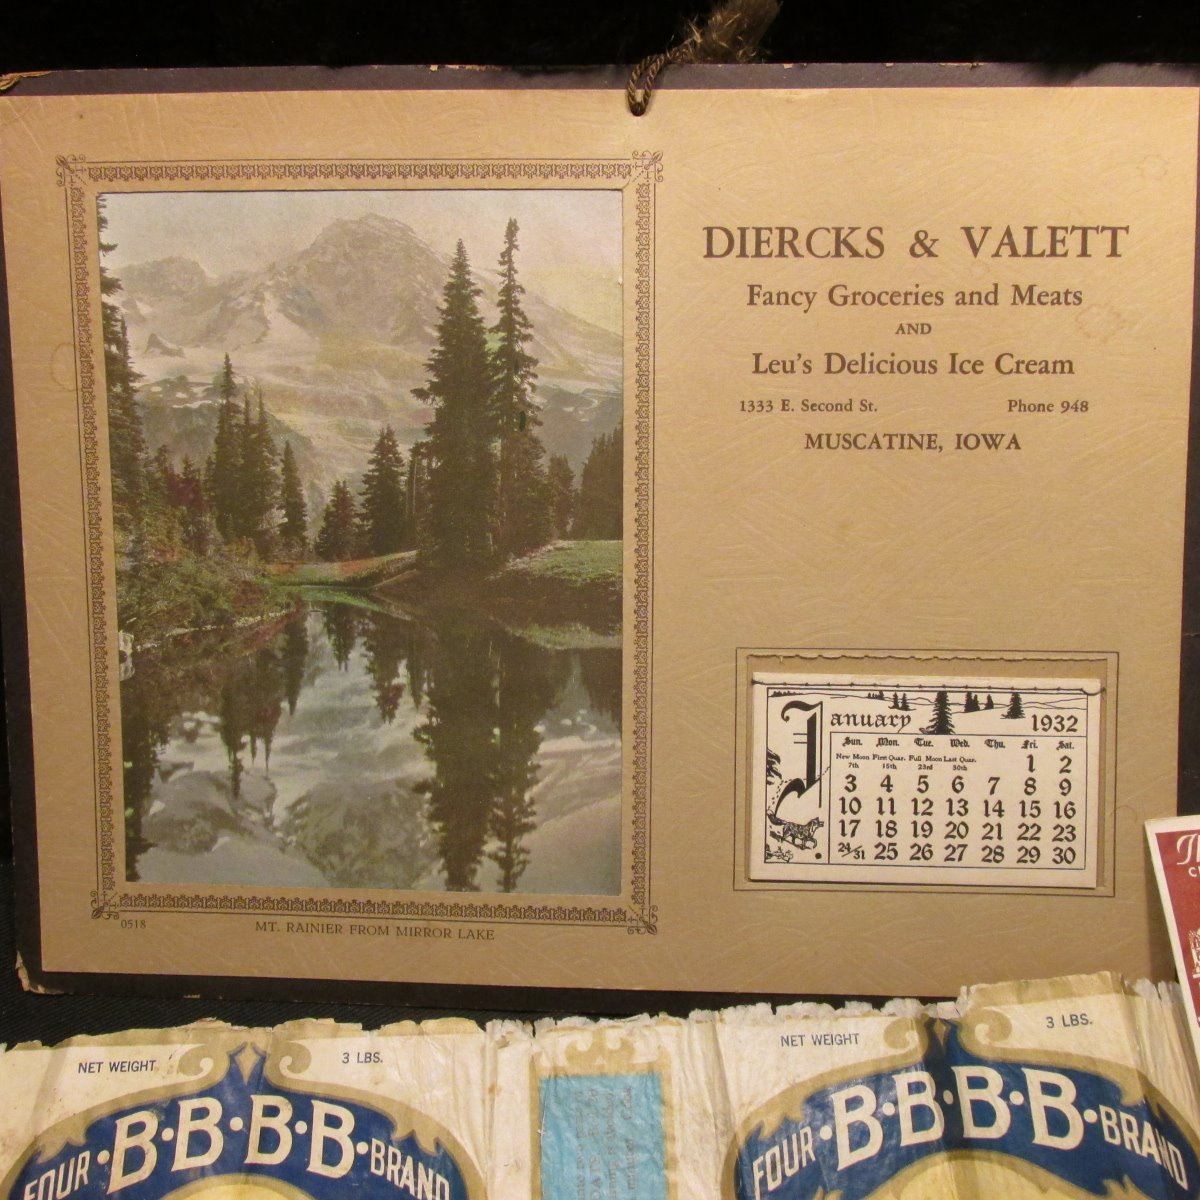 DIERCKS & VALETT
Fancy Groceries and Meats
AND
Leu's Delicious Ice Cream
1333 E. Second St. Phone 948
MUSCATINE, IOWA
January 1932
Sun. Mon. Tue. Wed. Thu. Fri. Sat.
New Moon First Quar. Full Moon Last Quar. 1 2
7th 15th 23rd 30th
3 4 5 6 7 8 9
10 11 12 13 14 15 16
17 18 19 20 21 22 23
24/31 25 26 27 28 29 30
0518 MT. RAINIER FROM MIRROR LAKE
NET WEIGHT 3 LBS.
FOUR·B·B·B·B·BRAND
NET WEIGHT 3 LBS.
FOUR·B·B·B·B·BRAND